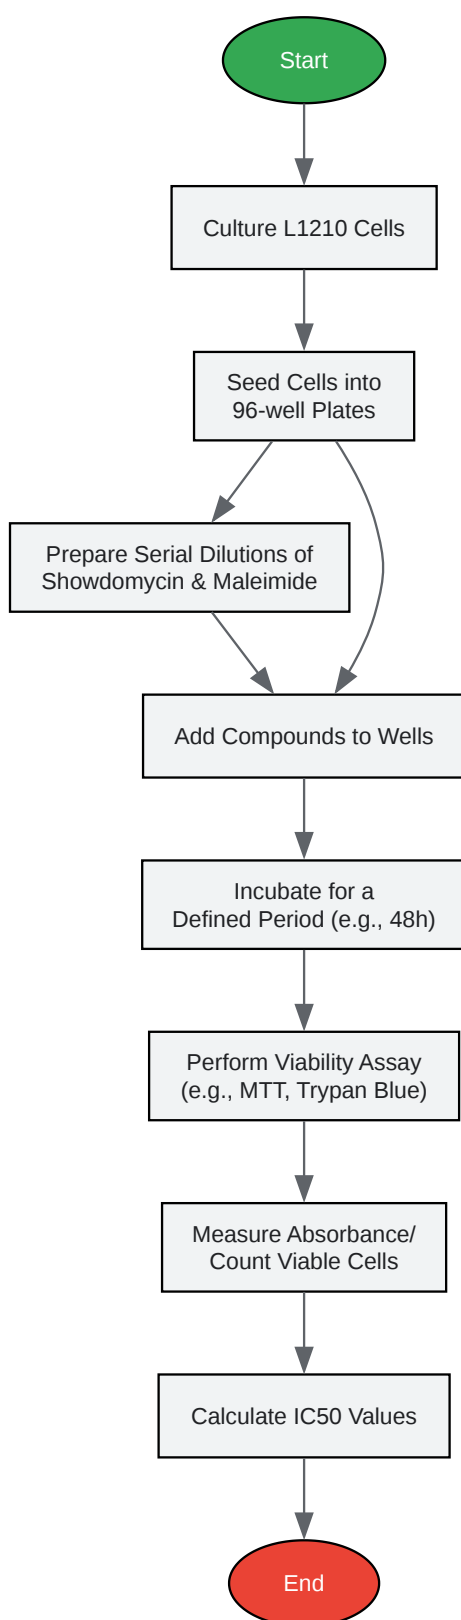 Start
Culture L1210 Cells
Seed Cells into
96-well Plates
Prepare Serial Dilutions of
Showdomycin & Maleimide
Add Compounds to Wells
Incubate for a
Defined Period (e.g., 48h)
Perform Viability Assay
(e.g., MTT, Trypan Blue)
Measure Absorbance/
Count Viable Cells
Calculate IC50 Values
End